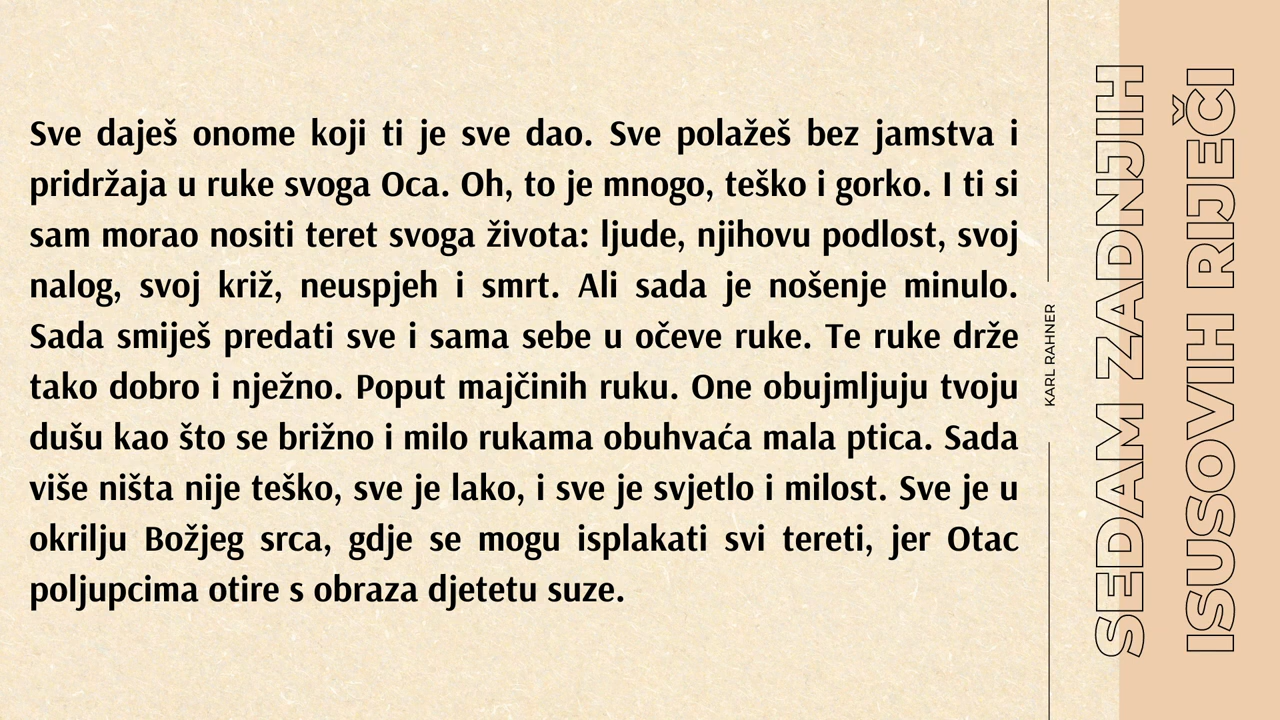 Sve daješ onome koji ti je sve dao. Sve polažeš bez jamstva i
pridržaja u ruke svoga Oca. Oh, to je mnogo, teško i gorko. I ti si
sam morao nositi teret svoga života: ljude, njihovu podlost, svoj
nalog, svoj križ, neuspjeh i smrt. Ali sada je nošenje minulo.
Sada smiješ predati sve i sama sebe u očeve ruke. Te ruke drže
tako dobro i nježno. Poput majčinih ruku. One obujmljuju tvoju
dušu kao što se brižno i milo rukama obuhvaća mala ptica. Sada
više ništa nije teško, sve je lako, i sve je svjetlo i milost. Sve je u
okrilju Božjeg srca, gdje se mogu isplakati svi tereti, jer Otac
poljupcima otire s obraza djetetu suze.
KARL RAHNER
SEDAM ZADNJIH
ISUSOVIH RIJEČI